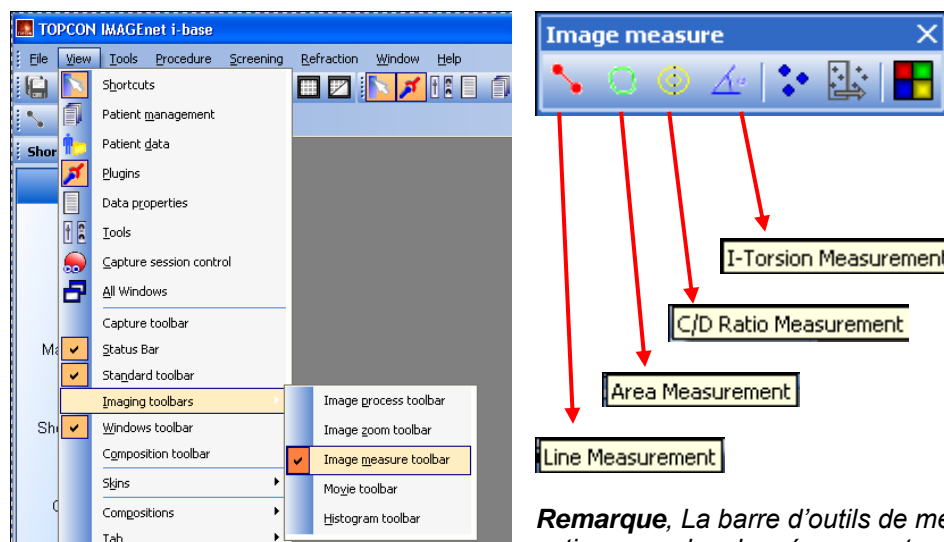 TOPCON IMAGEnet i-base
File View Tools Procedure Screening Refraction Window Help
Shortcuts
Patient management
Patient data
Shor
Plugins
Data properties
Tools
Capture session control
All Windows
Capture toolbar
Ma
Status Bar
Standard toolbar
Imaging toolbars
Sh
Windows toolbar
Composition toolbar
Skins
Compositions
Tab
Image process toolbar
Image zoom toolbar
Image measure toolbar
Movie toolbar
Histogram toolbar
Image measure
I-Torsion Measurement
C/D Ratio Measurement
Area Measurement
Line Measurement
Remarque, La barre d'outils de me